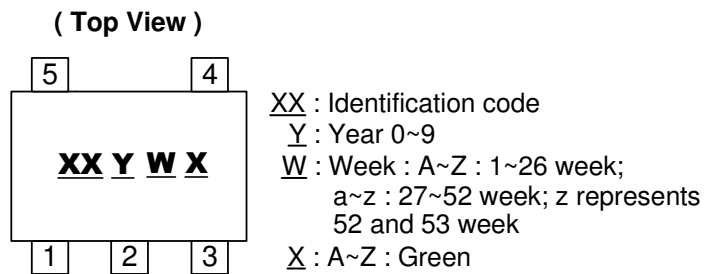 ( Top View )
5 4
XX Y W X
1 2 3
XX : Identification code
Y : Year 0~9
W : Week : A~Z : 1~26 week;
a~z : 27~52 week; z represents
52 and 53 week
X : A~Z : Green